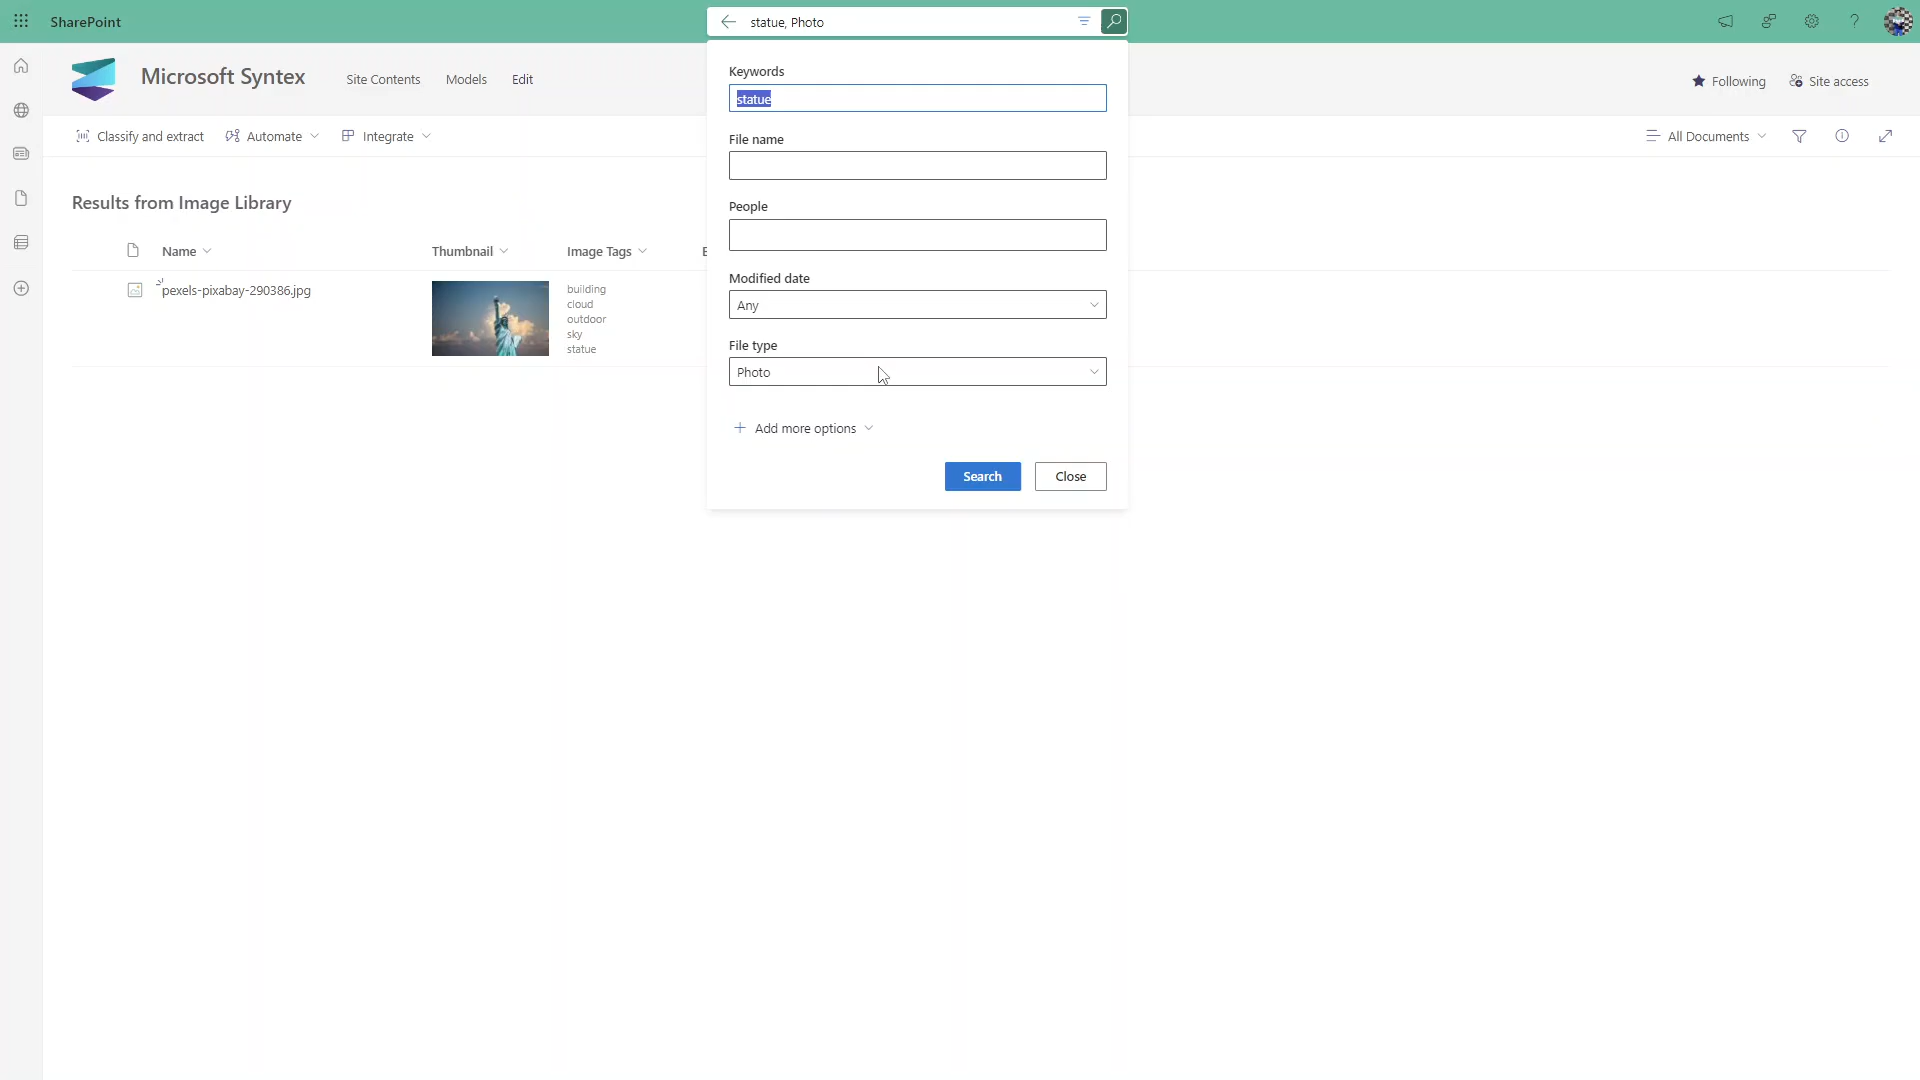 SharePoint
statue, Photo
Microsoft Syntex
Site Contents
Models
Edit
Following
Site access
Classify and extract
Automate
Integrate
All Documents
Results from Image Library
Name
Thumbnail
Image Tags
E
pexels-pixabay-290386.jpg
building
cloud
outdoor
sky
statue
Keywords
statue
File name
People
Modified date
Any
File type
Photo
Add more options
Search
Close